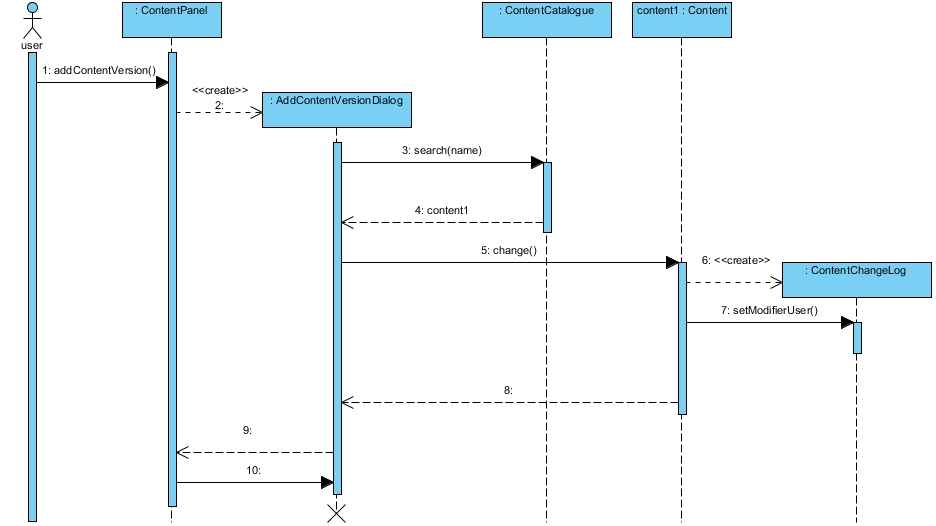 : ContentPanel
: ContentCatalogue
content1 : Content
user
1: addContentVersion()
<<create>>
2:
: AddContentVersionDialog
3: search(name)
4: content1
5: change()
6: <<create>>
: ContentChangeLog
7: setModifierUser()
8:
9:
10: